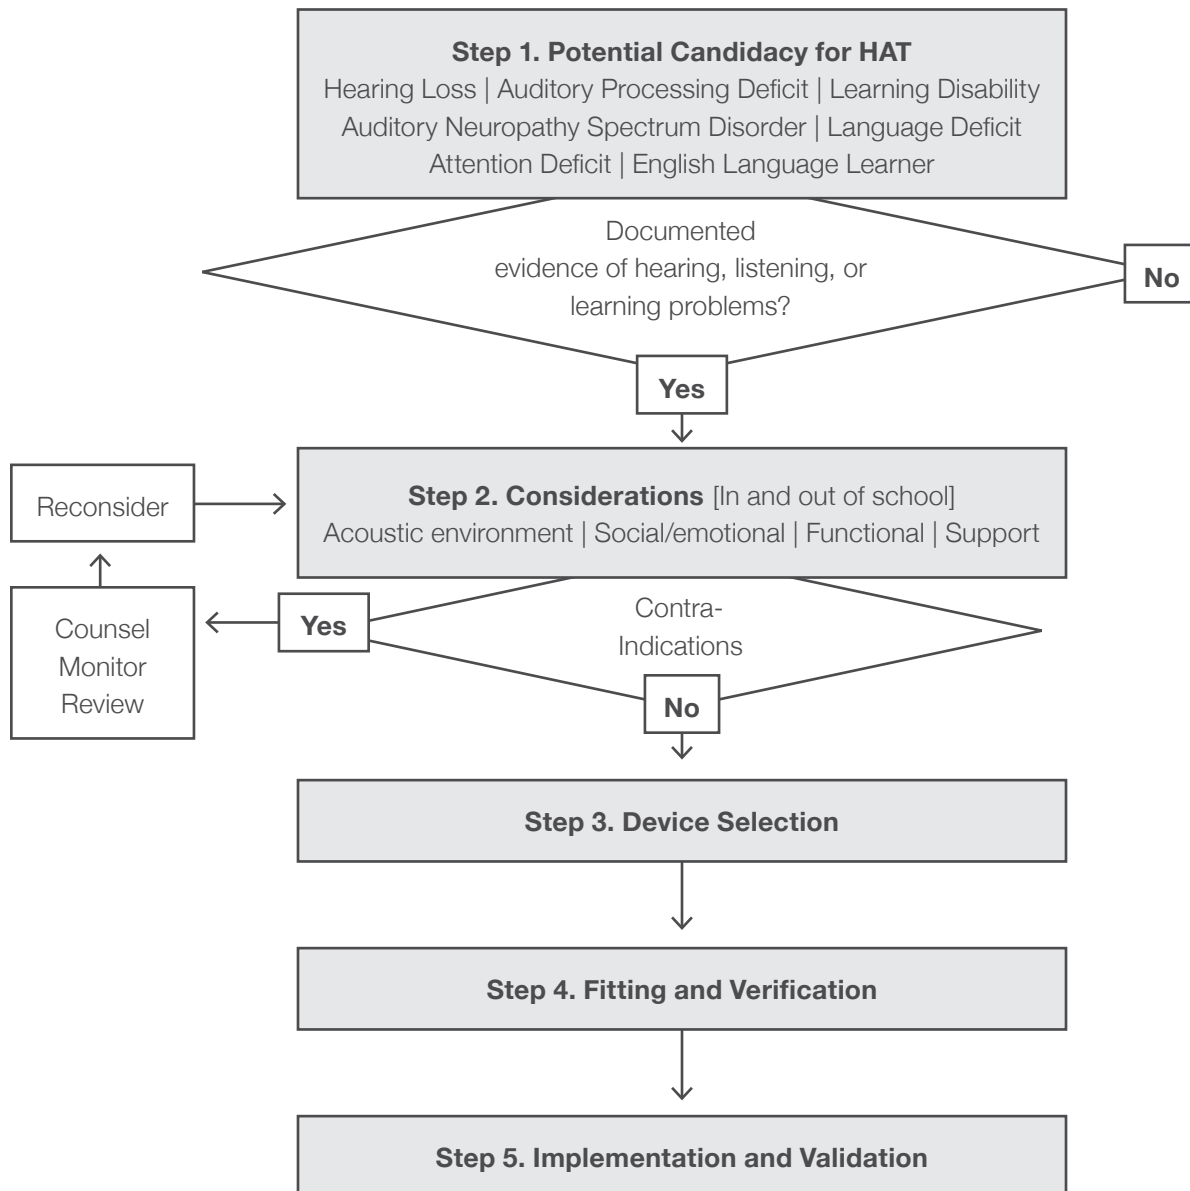 Step 1. Potential Candidacy for HAT
Hearing Loss | Auditory Processing Deficit | Learning Disability
Auditory Neuropathy Spectrum Disorder | Language Deficit
Attention Deficit | English Language Learner
Documented
evidence of hearing, listening, or
learning problems?
No
Yes
Step 2. Considerations [In and out of school]
Acoustic environment | Social/emotional | Functional | Support
Reconsider
Counsel
Monitor
Review
Yes
Contra-
Indications
No
Step 3. Device Selection
Step 4. Fitting and Verification
Step 5. Implementation and Validation